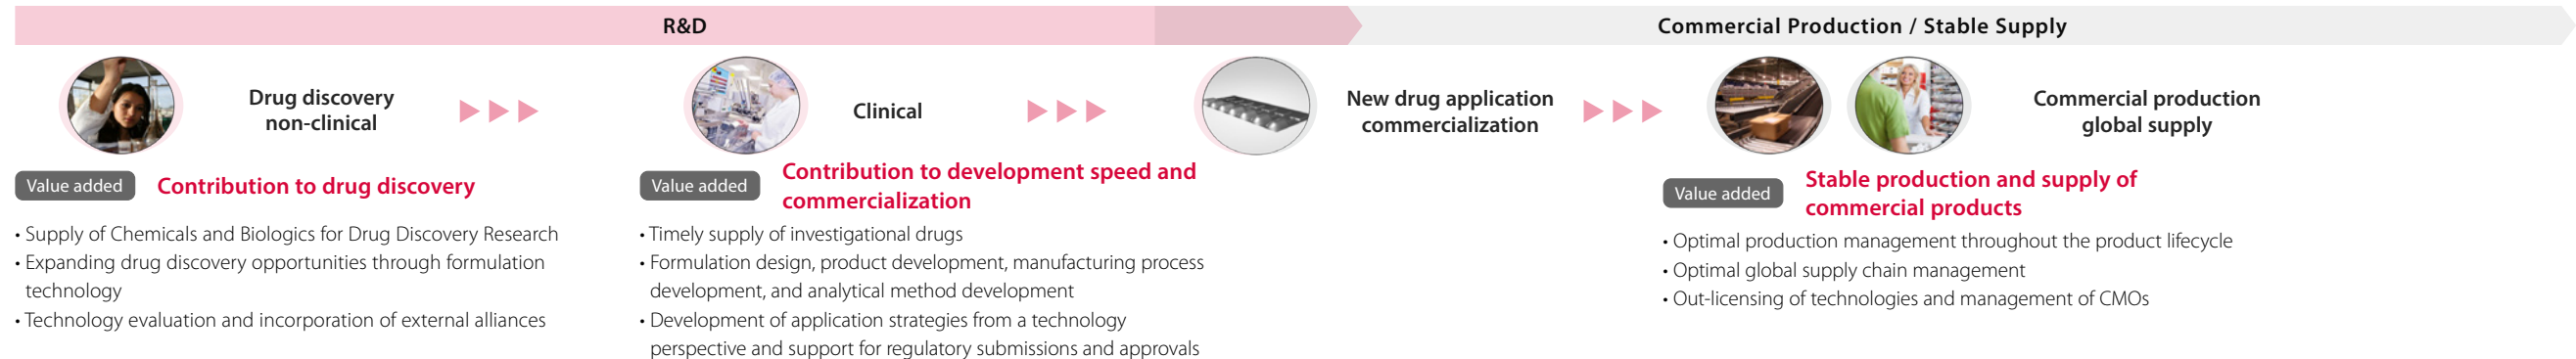 R&D
Commercial Production / Stable Supply
Drug discovery
non-clinical
Clinical
New drug application
commercialization
Commercial production
global supply
Value added
Contribution to drug discovery
• Supply of Chemicals and Biologics for Drug Discovery Research
• Expanding drug discovery opportunities through formulation
technology
• Technology evaluation and incorporation of external alliances
Value added
Contribution to development speed and
commercialization
• Timely supply of investigational drugs
• Formulation design, product development, manufacturing process
development, and analytical method development
• Development of application strategies from a technology
perspective and support for regulatory submissions and approvals
Value added
Stable production and supply of
commercial products
• Optimal production management throughout the product lifecycle
• Optimal global supply chain management
• Out-licensing of technologies and management of CMOs